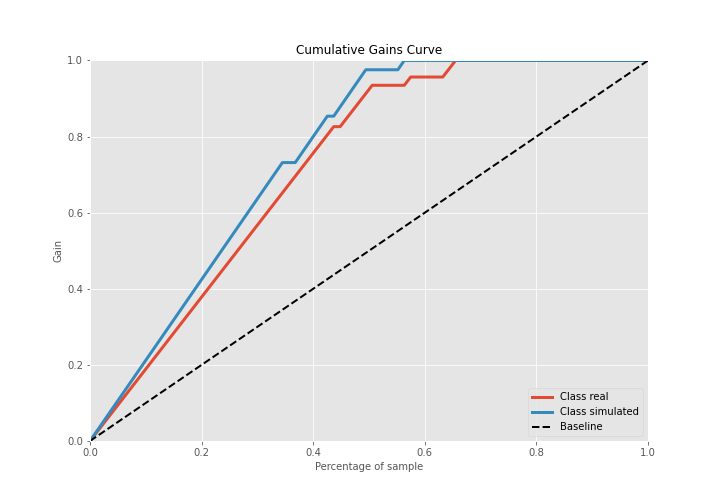 Cumulative Gains Curve
1.0
0.8
0.6
0.4
0.2
0.0
Gain
0.0 0.2 0.4 0.6 0.8 1.0
Percentage of sample
Class real
Class simulated
Baseline